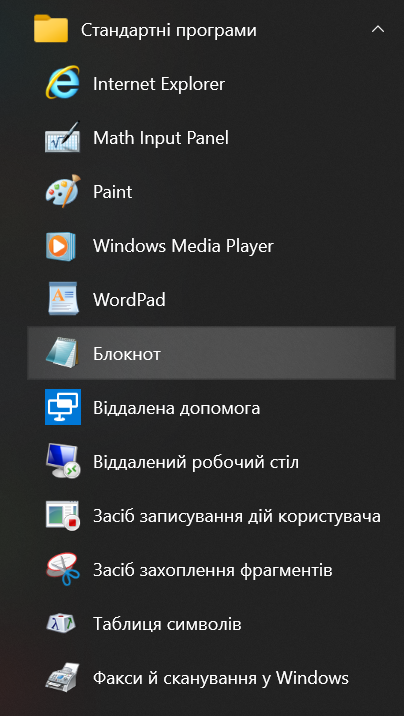 Стандартні програми
Internet Explorer
Math Input Panel
Paint
Windows Media Player
WordPad
Блокнот
Віддалена допомога
Віддалений робочий стіл
Засіб записування дій користувача
Засіб захоплення фрагментів
Таблиця символів
Факси й сканування у Windows